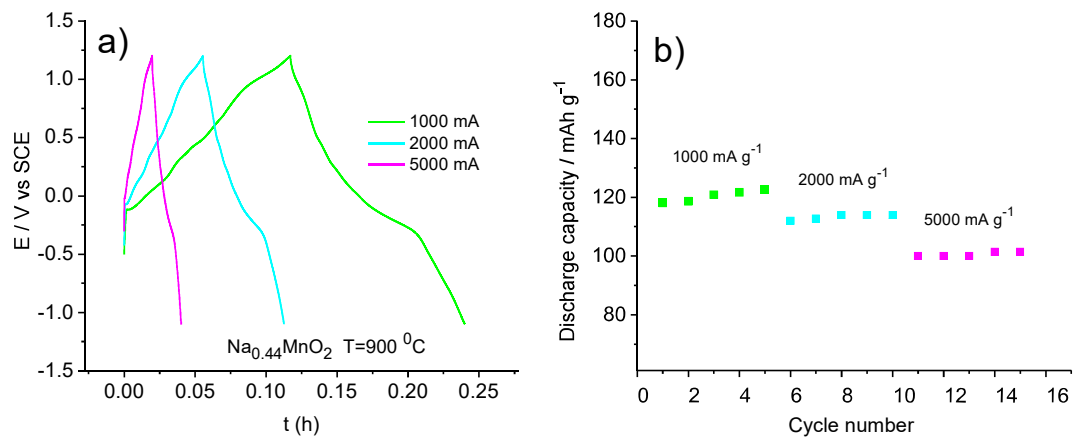 a)
1.5
1.0
0.5
0.0
-0.5
-1.0
-1.5
E / V vs SCE
1000 mA
2000 mA
5000 mA
Na0.44MnO2 T=900 ⁰C
0.00 0.05 0.10 0.15 0.20 0.25
t (h)
b)
180
160
140
120
100
80
Discharge capacity / mAh g⁻¹
1000 mA g⁻¹
2000 mA g⁻¹
5000 mA g⁻¹
0 2 4 6 8 10 12 14 16
Cycle number